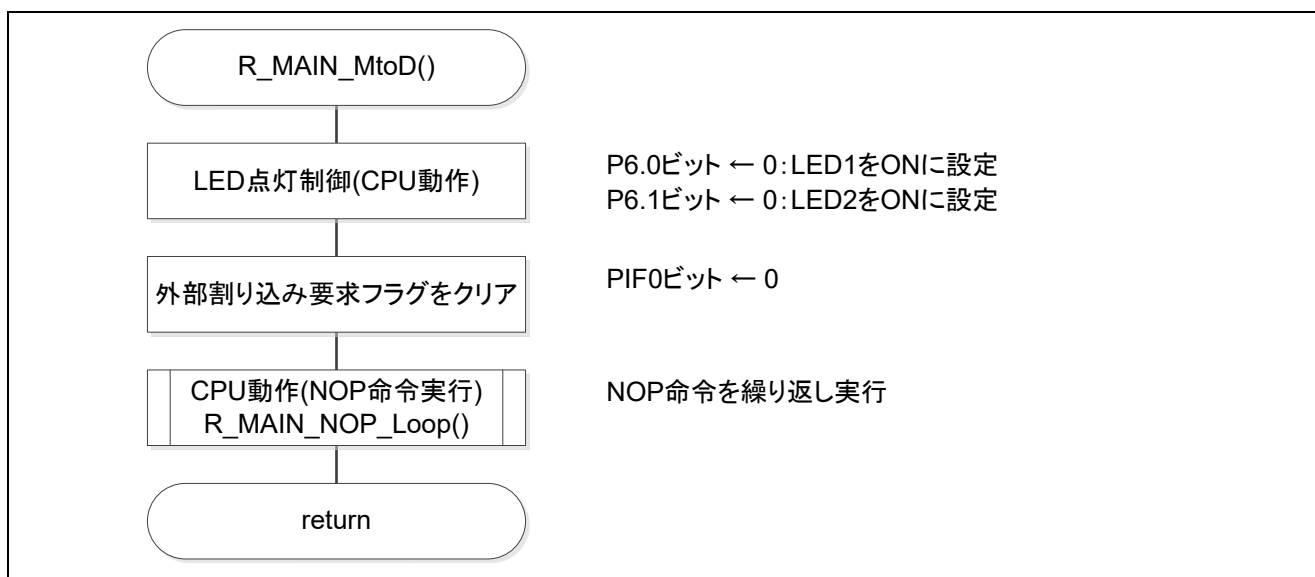 R_MAIN_MtoD()
LED点灯制御(CPU動作)
P6.0ビット ← 0:LED1をONに設定
P6.1ビット ← 0:LED2をONに設定
外部割り込み要求フラグをクリア
PIF0ビット ← 0
CPU動作(NOP命令実行)
R_MAIN_NOP_Loop()
NOP命令を繰り返し実行
return